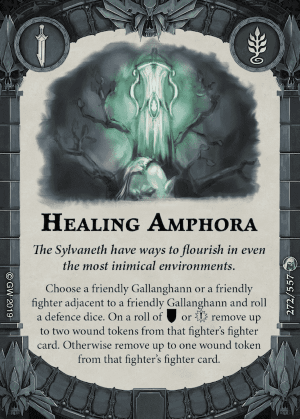 HEALING AMPHORA
The Sylvaneth have ways to flourish in even
the most inimical environments.
Choose a friendly Gallanghann or a friendly
fighter adjacent to a friendly Gallanghann and roll
a defence dice. On a roll of or remove up
to two wound tokens from that fighter's fighter
card. Otherwise remove up to one wound token
from that fighter's fighter card.
© GW 2019
272/557